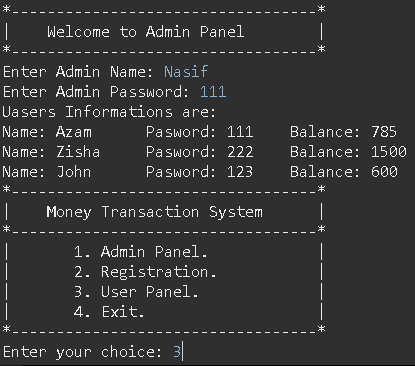 *----------------------------------*
|    Welcome to Admin Panel        |
*----------------------------------*
Enter Admin Name: Nasif
Enter Admin Password: 111
Uasers Informations are:
Name: Azam      Pasword: 111    Balance: 785
Name: Zisha     Pasword: 222    Balance: 1500
Name: John      Pasword: 123    Balance: 600
*----------------------------------*
|    Money Transaction System      |
*----------------------------------*
|       1. Admin Panel.            |
|       2. Registration.           |
|       3. User Panel.             |
|       4. Exit.                   |
*----------------------------------*
Enter your choice: 3